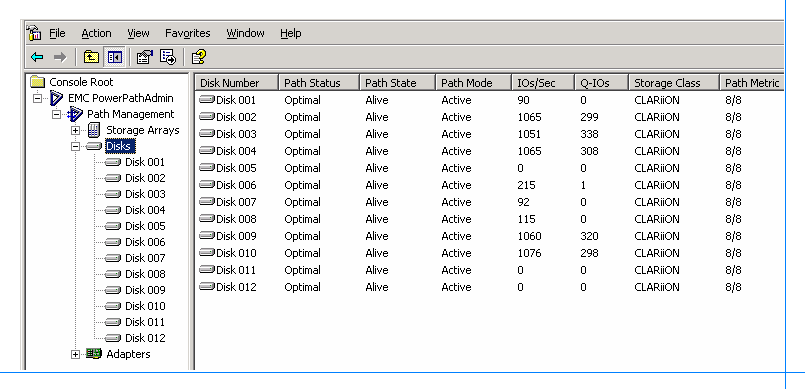 File Action View Favorites Window Help
Console Root
EMC PowerPathAdmin
Path Management
Storage Arrays
Disks
Disk 001
Disk 002
Disk 003
Disk 004
Disk 005
Disk 006
Disk 007
Disk 008
Disk 009
Disk 010
Disk 011
Disk 012
Adapters
Disk Number Path Status Path State Path Mode IOs/Sec Q-IOs Storage Class Path Metric
Disk 001 Optimal Alive Active 90 0 CLARiiON 8/8
Disk 002 Optimal Alive Active 1065 299 CLARiiON 8/8
Disk 003 Optimal Alive Active 1051 338 CLARiiON 8/8
Disk 004 Optimal Alive Active 1065 308 CLARiiON 8/8
Disk 005 Optimal Alive Active 0 0 CLARiiON 8/8
Disk 006 Optimal Alive Active 215 1 CLARiiON 8/8
Disk 007 Optimal Alive Active 92 0 CLARiiON 8/8
Disk 008 Optimal Alive Active 115 0 CLARiiON 8/8
Disk 009 Optimal Alive Active 1060 320 CLARiiON 8/8
Disk 010 Optimal Alive Active 1076 298 CLARiiON 8/8
Disk 011 Optimal Alive Active 0 0 CLARiiON 8/8
Disk 012 Optimal Alive Active 0 0 CLARiiON 8/8